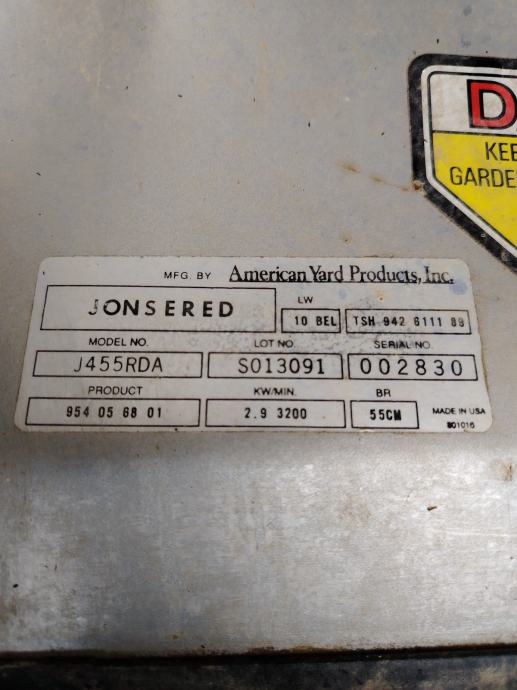 D
KEE
GARDE
MFG. BY American Yard Products, Inc.
JONSERED
LW
10 BEL TSH 942 6111 89
MODEL NO. LOT NO. SERIAL NO.
J455RDA S013091 002830
PRODUCT KW/MIN. BR
954 05 68 01 2.9 3200 55CM MADE IN USA
801016